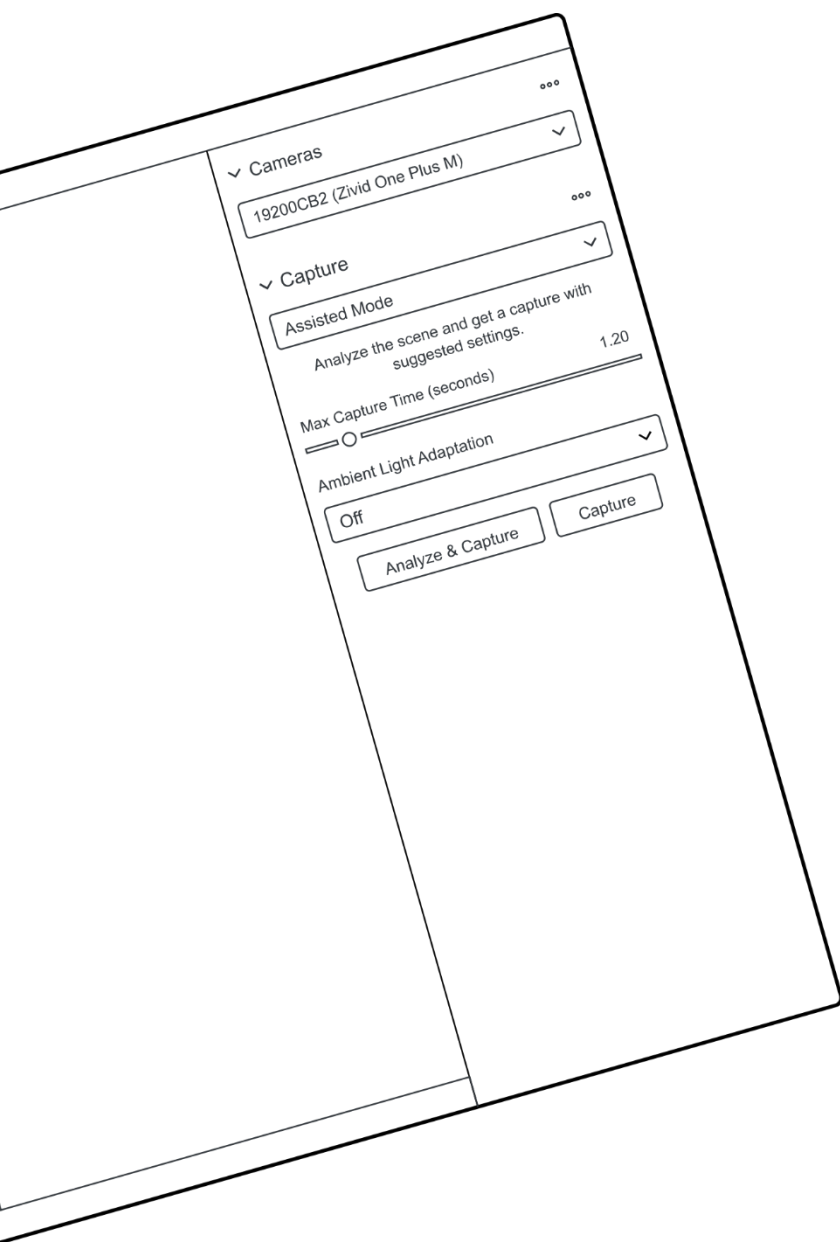 Cameras
19200CB2 (Zivid One Plus M)
Capture
Assisted Mode
Analyze the scene and get a capture with
suggested settings.
Max Capture Time (seconds) 1.20
Ambient Light Adaptation
Off
Analyze & Capture Capture